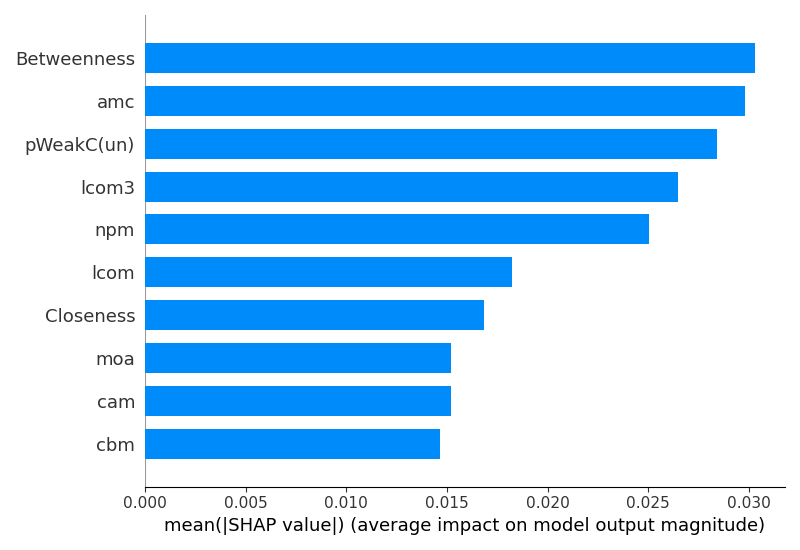 Betweenness
amc
pWeakC(un)
lcom3
npm
lcom
Closeness
moa
cam
cbm
0.000 0.005 0.010 0.015 0.020 0.025 0.030
mean(|SHAP value|) (average impact on model output magnitude)